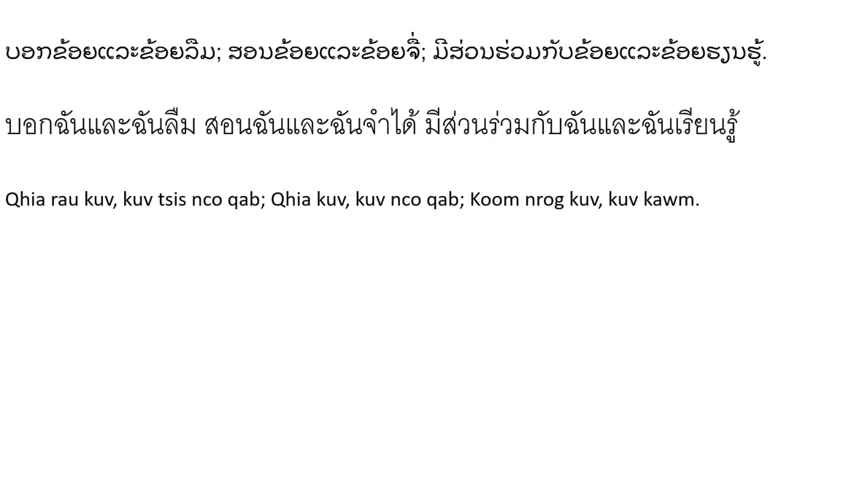 ບອກຂ້ອຍແລະຂ້ອຍລືມ; ສອນຂ້ອຍແລະຂ້ອຍຈື່; ມີສ່ວນຮ່ວມກັບຂ້ອຍແລະຂ້ອຍຮຽນຮູ້.
บอกฉันและฉันลืม สอนฉันและฉันจำได้ มีส่วนร่วมกับฉันและฉันเรียนรู้
Qhia rau kuv, kuv tsis nco qab; Qhia kuv, kuv nco qab; Koom nrog kuv, kuv kawm.